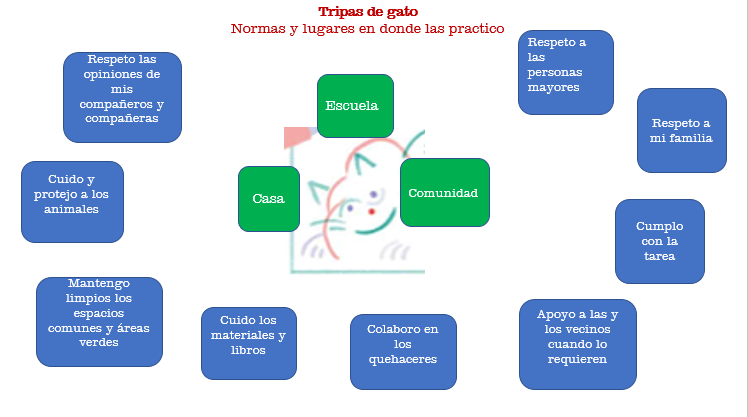 Tripas de gato
Normas y lugares en donde las practico
Respeto las
opiniones de
mis
compañeros y
compañeras
Escuela
Respeto a
las
personas
mayores
Respeto a
mi familia
Cuido y
protejo a los
animales
Casa
Comunidad
Cumplo
con la
tarea
Mantengo
limpios los
espacios
comunes y áreas
verdes
Cuido los
materiales y
libros
Colaboro en
los
quehaceres
Apoyo a las y
los vecinos
cuando lo
requieren